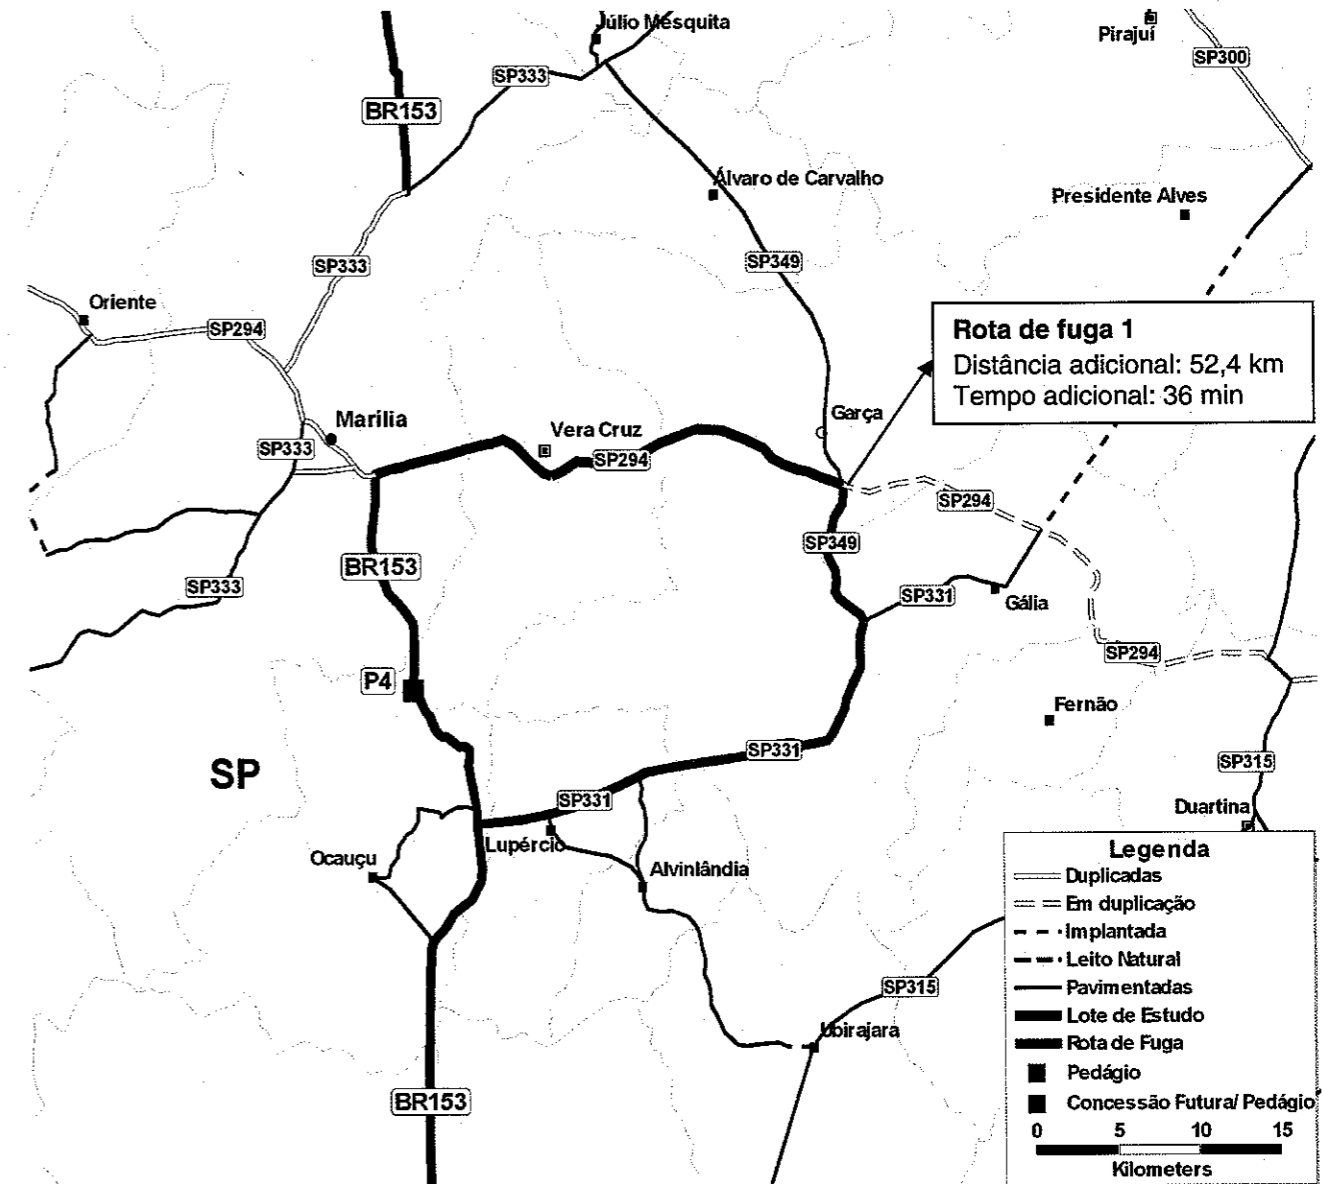 Júlio Mesquita
Pirajuí
SP300
SP333
BR153
Álvaro de Carvalho
Presidente Alves
SP349
SP333
Oriente
SP294
Rota de fuga 1
Distância adicional: 52,4 km
Tempo adicional: 36 min
Garça
Marília
Vera Cruz
SP333
SP294
SP294
SP349
BR153
SP333
SP331
Gália
SP294
P4
Fernão
SP331
SP
SP315
SP331
Duartina
Lupércio
Ocauçu
Alvinlândia
SP315
Ubirajara
BR153
Legenda
Duplicadas
Em duplicação
Implantada
Leito Natural
Pavimentadas
Lote de Estudo
Rota de Fuga
Pedágio
Concessão Futura/ Pedágio
0 5 10 15
Kilometers